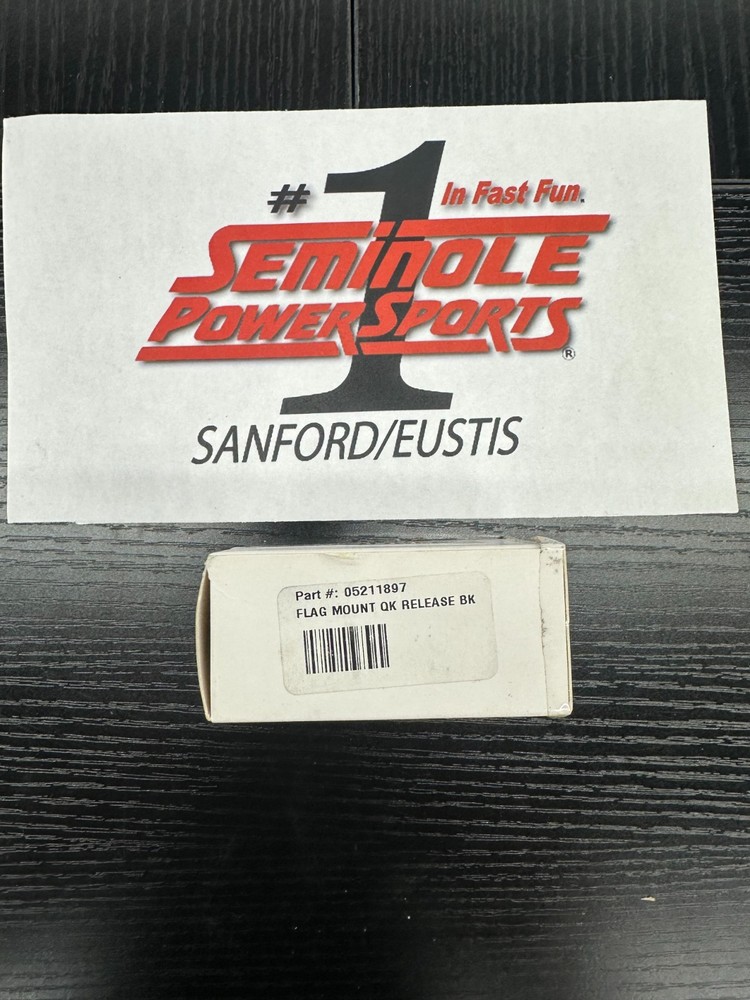 # 1 In Fast Fun.
SEMINOLE
POWERSPORTS®
SANFORD/EUSTIS
Part #: 05211897
FLAG MOUNT QK RELEASE BK